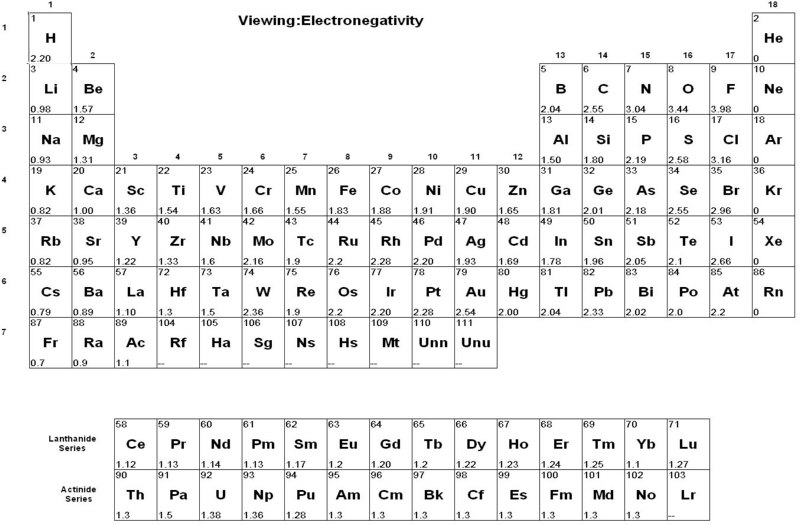 1 18
Viewing:Electronegativity
1 2
1 H He
2.20 2 0
3 4 13 14 15 16 17
5 6 7 8 9 10
2 Li Be B C N O F Ne
0.98 1.57 2.04 2.55 3.04 3.44 3.98 0
11 12 13 14 15 16 17 18
3 Na Mg Al Si P S Cl Ar
0.93 1.31 3 4 5 6 7 8 9 10 11 12 1.50 1.80 2.19 2.58 3.16 0
19 20 21 22 23 24 25 26 27 28 29 30 31 32 33 34 35 36
4 K Ca Sc Ti V Cr Mn Fe Co Ni Cu Zn Ga Ge As Se Br Kr
0.82 1.00 1.36 1.54 1.63 1.66 1.55 1.83 1.88 1.91 1.90 1.65 1.81 2.01 2.18 2.55 2.96 0
37 38 39 40 41 42 43 44 45 46 47 48 49 50 51 52 53 54
5 Rb Sr Y Zr Nb Mo Tc Ru Rh Pd Ag Cd In Sn Sb Te I Xe
0.82 0.95 1.22 1.33 1.6 2.16 1.9 2.2 2.28 2.20 1.93 1.69 1.78 1.96 2.05 2.1 2.66 0
55 56 57 72 73 74 75 76 77 78 79 80 81 82 83 84 85 86
6 Cs Ba La Hf Ta W Re Os Ir Pt Au Hg Tl Pb Bi Po At Rn
0.79 0.89 1.10 1.3 1.5 2.36 1.9 2.2 2.20 2.28 2.54 2.00 2.04 2.33 2.02 2.0 2.2 0
87 88 89 104 105 106 107 108 109 110 111
7 Fr Ra Ac Rf Ha Sg Ns Hs Mt Unn Unu
0.7 0.9 1.1 -- -- -- -- -- -- -- --
58 59 60 61 62 63 64 65 66 67 68 69 70 71
Lanthanide Series Ce Pr Nd Pm Sm Eu Gd Tb Dy Ho Er Tm Yb Lu
1.12 1.13 1.14 1.13 1.17 1.2 1.20 1.2 1.22 1.23 1.24 1.25 1.1 1.27
90 91 92 93 94 95 96 97 98 99 100 101 102 103
Actinide Series Th Pa U Np Pu Am Cm Bk Cf Es Fm Md No Lr
1.3 1.5 1.38 1.36 1.28 1.3 1.3 1.3 1.3 1.3 1.3 1.3 1.3 --